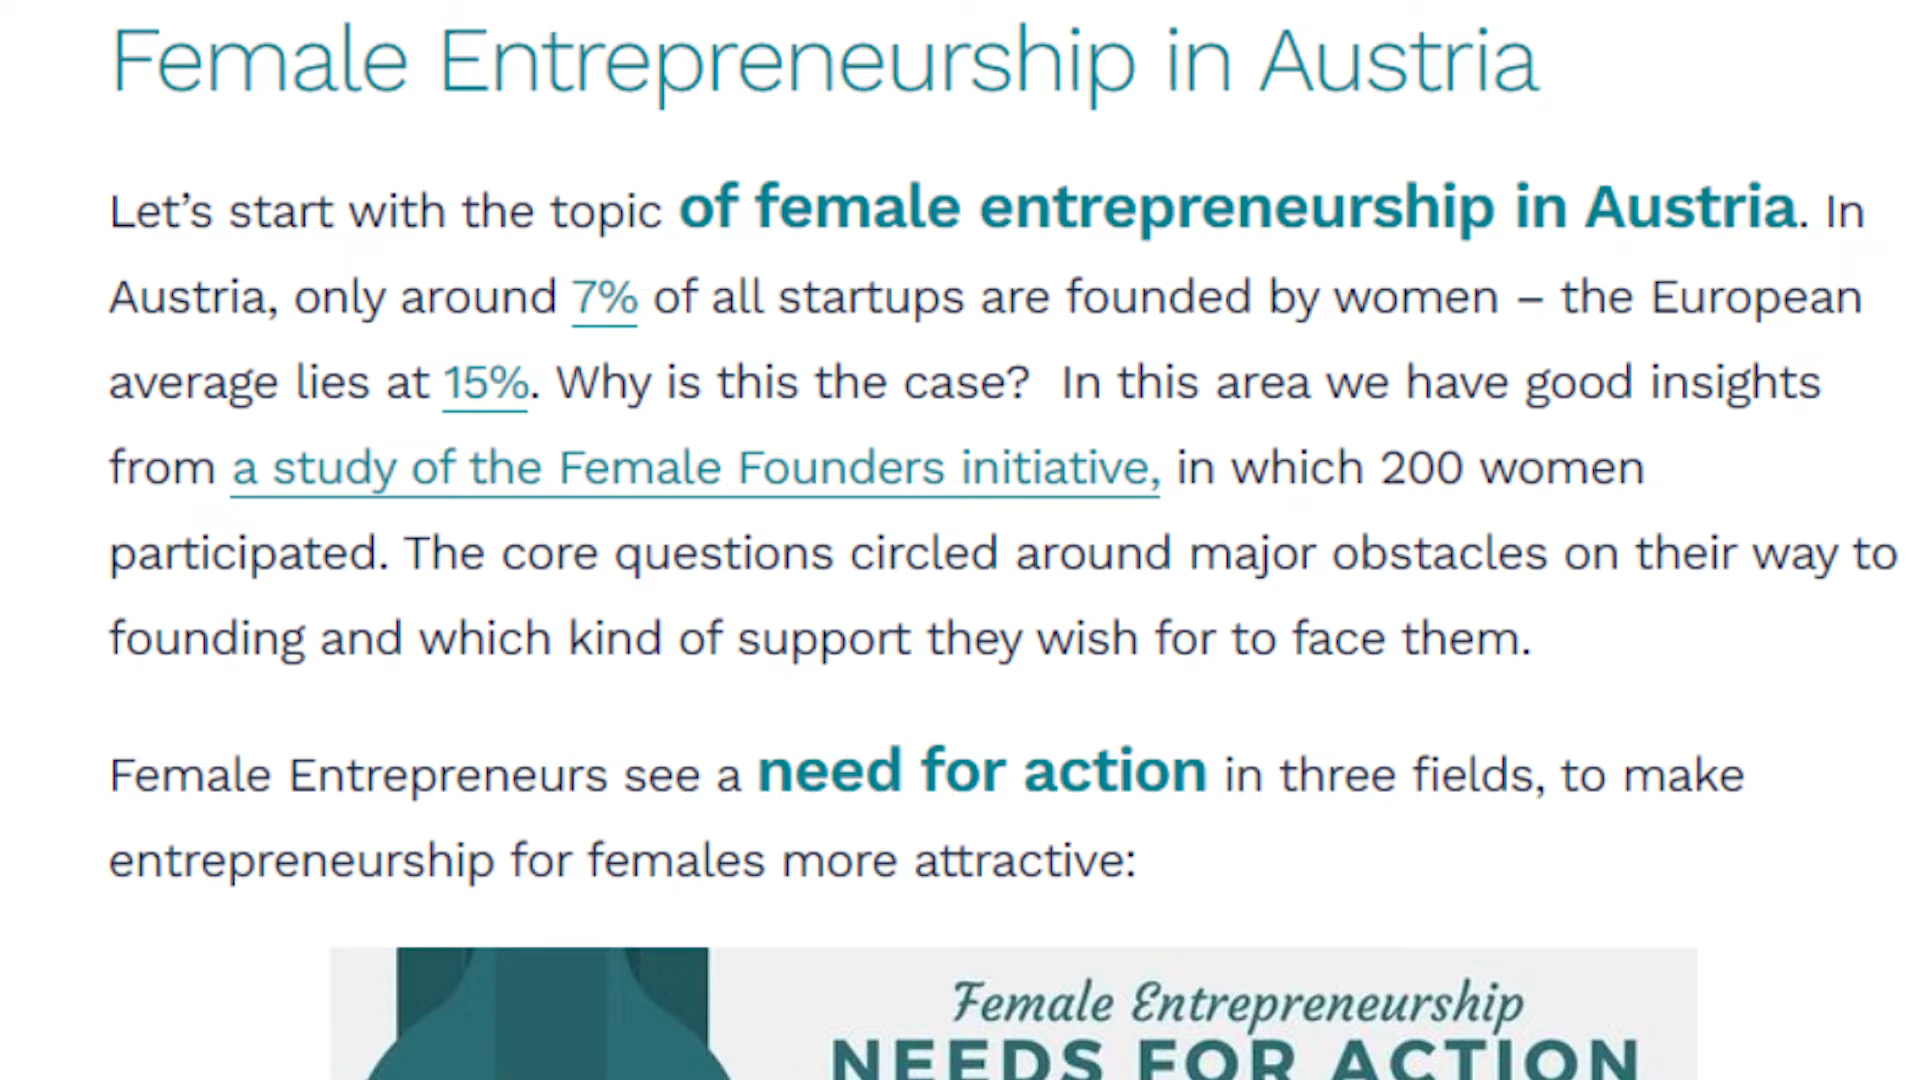 Female Entrepreneurship in Austria
Let’s start with the topic of female entrepreneurship in Austria. In
Austria, only around 7% of all startups are founded by women – the European
average lies at 15%. Why is this the case?  In this area we have good insights
from a study of the Female Founders initiative, in which 200 women
participated. The core questions circled around major obstacles on their way to
founding and which kind of support they wish for to face them.
Female Entrepreneurs see a need for action in three fields, to make
entrepreneurship for females more attractive:
Female Entrepreneurship
NEEDS FOR ACTION